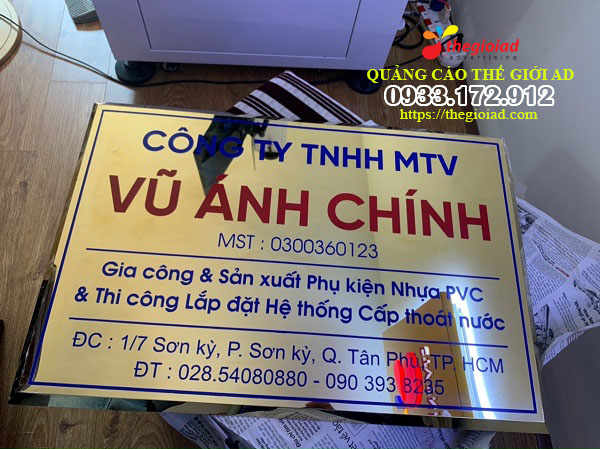 thegioiad
advertising
QUẢNG CÁO THẾ GIỚI AD
0933.172.912
https://thegioiad.com
CÔNG TY TNHH MTV
VŨ ÁNH CHÍNH
MST : 0300360123
Gia công & Sản xuất Phụ kiện Nhựa PVC
& Thi công Lắp đặt Hệ thống Cấp thoát nước
ĐC : 1/7 Sơn kỳ, P. Sơn kỳ, Q. Tân Phú, TP. HCM
ĐT : 028.54080880 - 090 393 8235